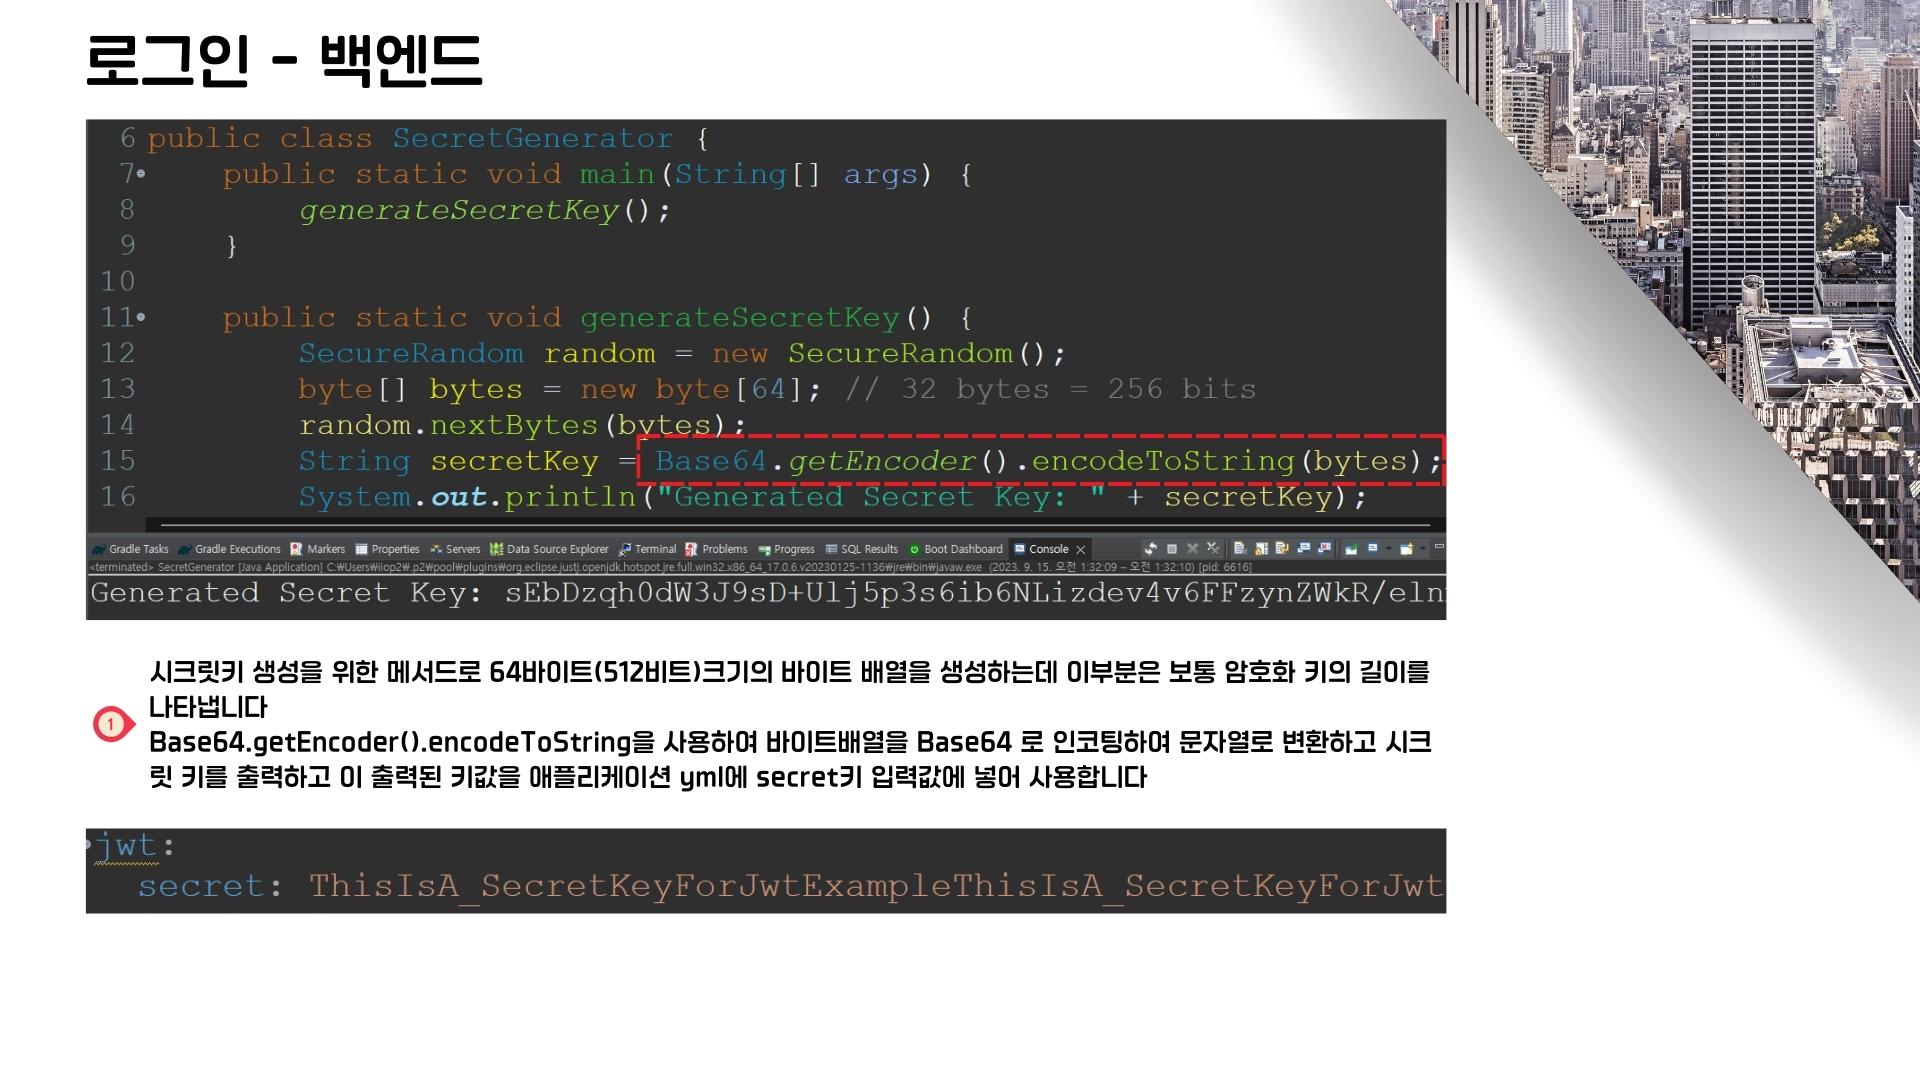 로그인 - 백엔드
6 public class SecretGenerator {
7 public static void main(String[] args) {
8 generateSecretKey();
9 }
10
11 public static void generateSecretKey() {
12 SecureRandom random = new SecureRandom();
13 byte[] bytes = new byte[64]; // 32 bytes = 256 bits
14 random.nextBytes(bytes);
15 String secretKey = Base64.getEncoder().encodeToString(bytes);
16 System.out.println("Generated Secret Key: " + secretKey);
Gradle Tasks Gradle Executions Markers Properties Servers Data Source Explorer Terminal Problems Progress SQL Results Boot Dashboard Console
<terminated> SecretGenerator [Java Application] C:₩Users₩iiop2₩.p2₩pool₩plugins₩org.eclipse.justj.openjdk.hotspot.jre.full.win32.x86_64_17.0.6.v20230125-1136₩jre₩bin₩javaw.exe (2023. 9. 15. 오전 1:32:09 – 오전 1:32:10) [pid: 6616]
Generated Secret Key: sEbDzqh0dW3J9sD+Ulj5p3s6ib6NLizdev4v6FFzynZWkR/eln
시크릿키 생성을 위한 메서드로 64바이트(512비트)크기의 바이트 배열을 생성하는데 이부분은 보통 암호화 키의 길이를
나타냅니다
1
Base64.getEncoder().encodeToString을 사용하여 바이트배열을 Base64 로 인코팅하여 문자열로 변환하고 시크
릿 키를 출력하고 이 출력된 키값을 애플리케이션 yml에 secret키 입력값에 넣어 사용합니다
jwt:
secret: ThisIsA_SecretKeyForJwtExampleThisIsA_SecretKeyForJwt